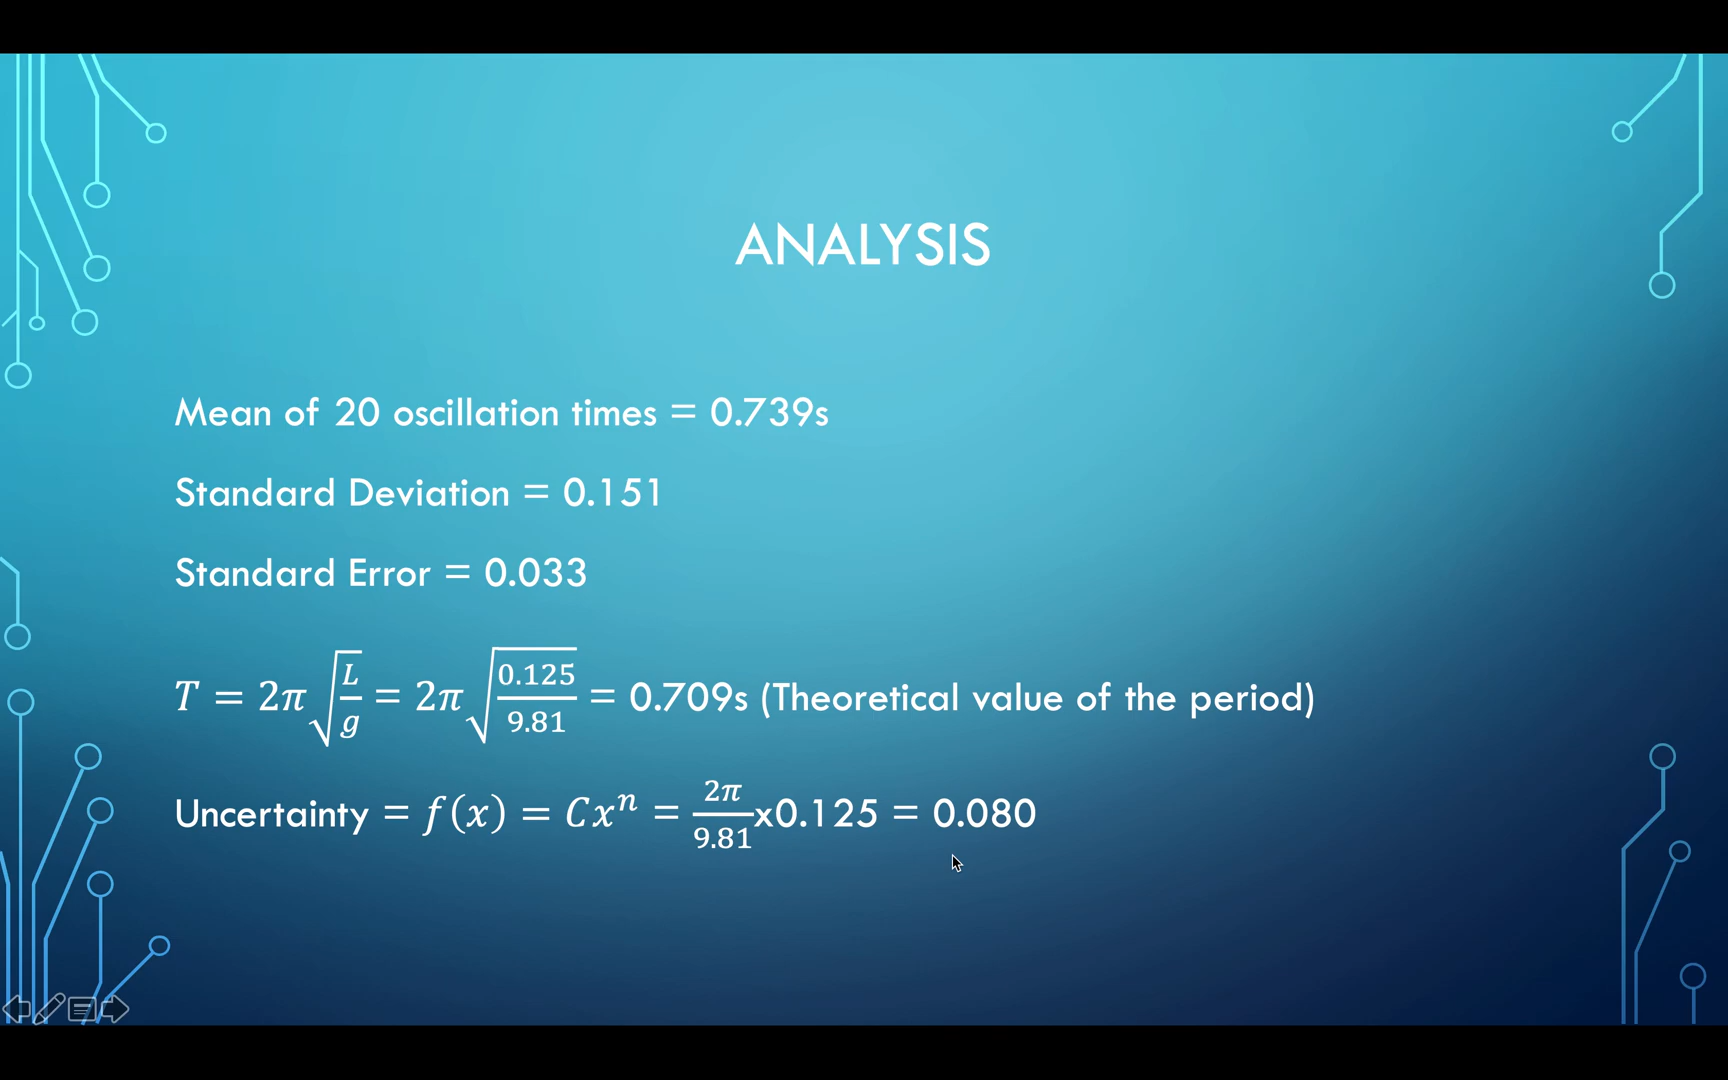 ANALYSIS
Mean of 20 oscillation times = 0.739s
Standard Deviation = 0.151
Standard Error = 0.033
T = 2π√(L/g) = 2π√(0.125/9.81) = 0.709s (Theoretical value of the period)
Uncertainty = f(x) = Cxⁿ = 2π/9.81 x0.125 = 0.080